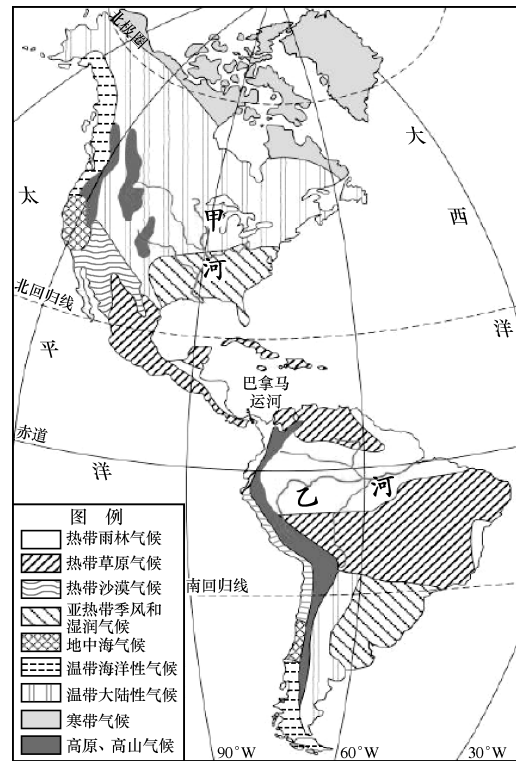 北极圈
大
太
甲
西
河
北回归线
洋
平
巴拿马
运河
赤道
洋
乙 河
图 例
热带雨林气候
热带草原气候
热带沙漠气候
亚热带季风和
湿润气候
地中海气候
温带海洋性气候
温带大陆性气候
寒带气候
高原、高山气候
南回归线
90°W 60°W 30°W